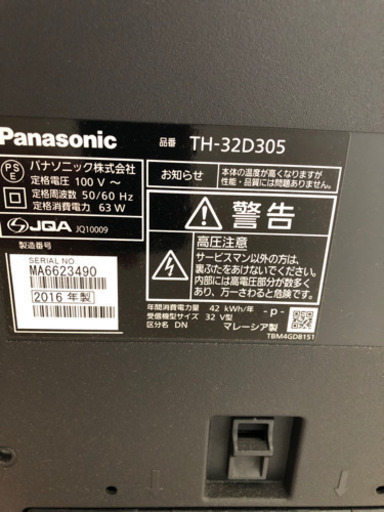 Panasonic 品番 TH-32D305
PS
E
パナソニック株式会社
定格電圧 100 V ～
定格周波数 50/60 Hz
定格消費電力 63 W
JQA JQ10009
製造番号
SERIAL NO
MA6623490
2016 年製
お知らせ
本体の温度が高くなりますが
性能・品質には問題ありません。
警告
高圧注意
サービスマン以外の方は、
裏ぶたをあけないでください。
内部には高電圧部分が数多く
あり、万一さわると危険です。
年間消費電力量 42 kWh/年
受信機型サイズ 32 V型
区分名 DN マレーシア製
-p-
TBM4GD8151